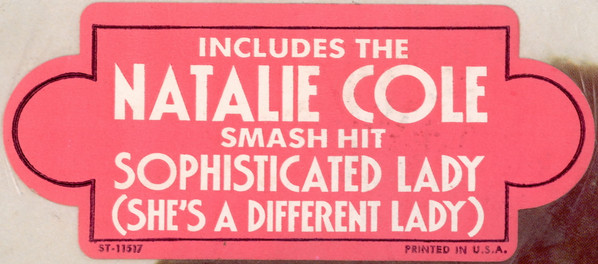 INCLUDES THE
NATALIE COLE
SMASH HIT
SOPHISTICATED LADY
(SHE'S A DIFFERENT LADY)
ST-11517 PRINTED IN U.S.A.